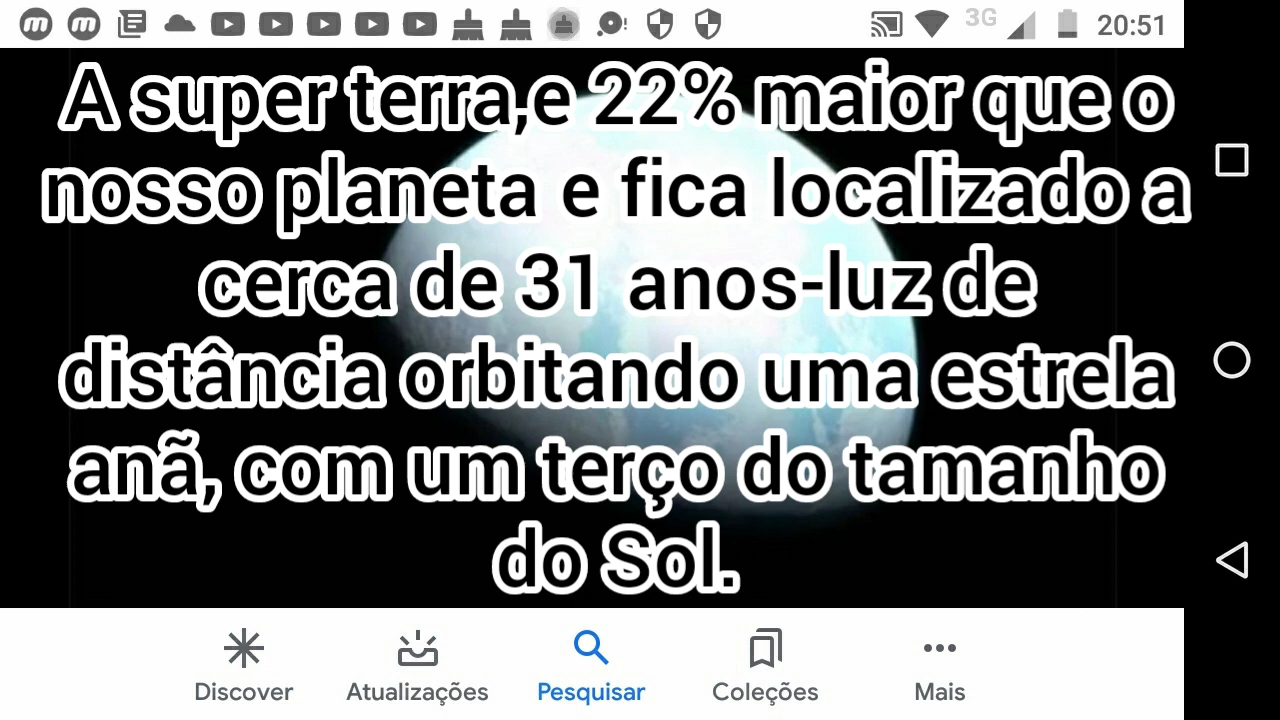 3G 20:51
A super terra,e 22% maior que o
nosso planeta e fica localizado a
cerca de 31 anos-luz de
distância orbitando uma estrela
anã, com um terço do tamanho
do Sol.
Discover Atualizações Pesquisar Coleções Mais